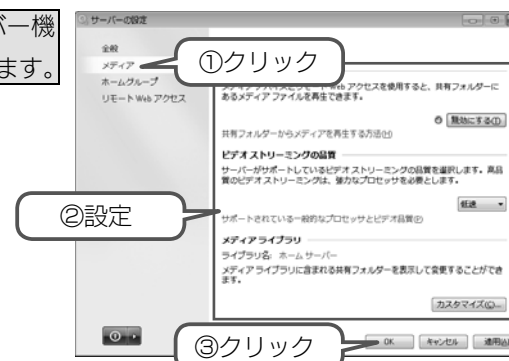 バー機
ます。
サーバーの設定
全般
メディア
ホームグループ
リモート Web アクセス
①クリック
メディア デバイスとリモート Web アクセスを使用すると、共有フォルダーに
あるメディア ファイルを再生できます。
無効にする(D)
共有フォルダーからメディアを再生する方法(H)
ビデオ ストリーミングの品質
サーバーがサポートしているビデオ ストリーミングの品質を選択します。高品
質のビデオ ストリーミングは、強力なプロセッサを必要とします。
低速
②設定
サポートされている一般的なプロセッサとビデオ品質(P)
メディア ライブラリ
ライブラリ名: ホーム サーバー
メディア ライブラリに含まれる共有フォルダーを表示して変更することができ
ます。
カスタマイズ(C)...
③クリック
OK
キャンセル
適用(A)